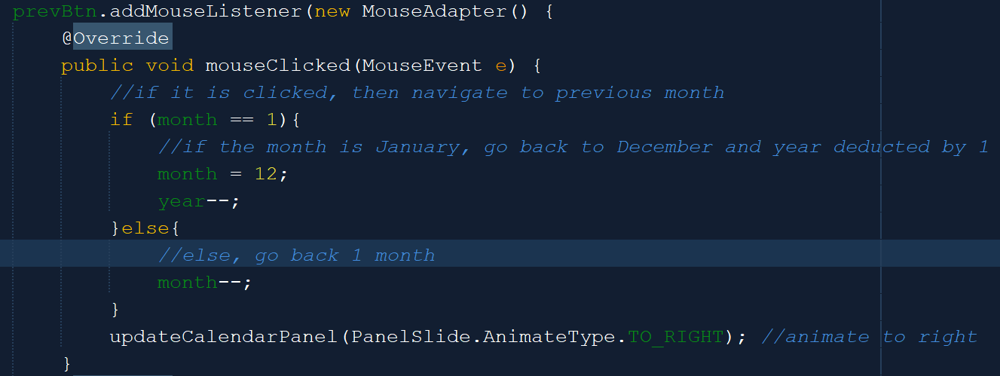 prevBtn.addMouseListener(new MouseAdapter() {
    @Override
    public void mouseClicked(MouseEvent e) {
        //if it is clicked, then navigate to previous month
        if (month == 1){
            //if the month is January, go back to December and year deducted by 1
            month = 12;
            year--;
        }else{
            //else, go back 1 month
            month--;
        }
        updateCalendarPanel(PanelSlide.AnimateType.TO_RIGHT); //animate to right
    }